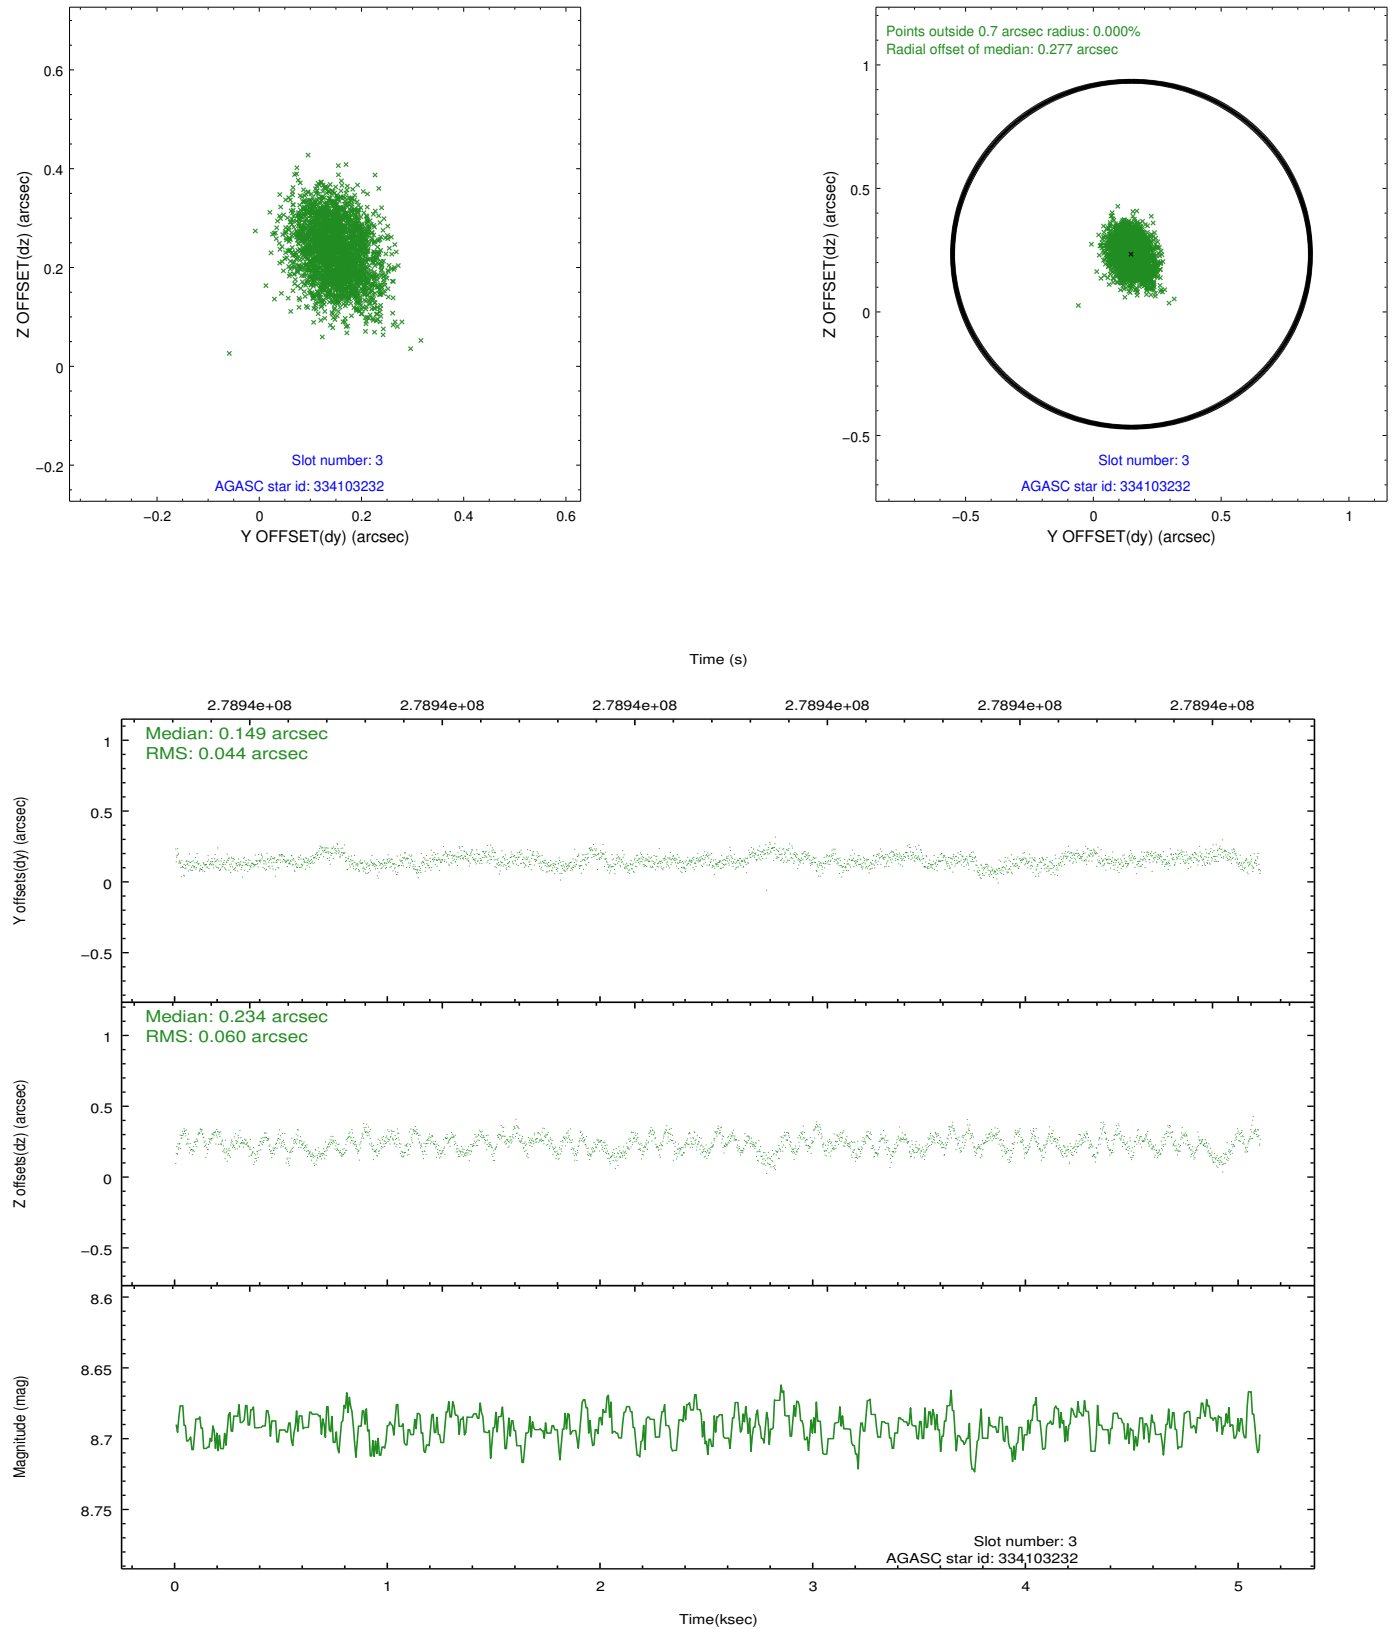 0.6
0.4
0.2
0
−0.2
Z OFFSET(dz) (arcsec)
Slot number: 3
AGASC star id: 334103232
−0.2 0 0.2 0.4 0.6
Y OFFSET(dy) (arcsec)
Points outside 0.7 arcsec radius: 0.000%
Radial offset of median: 0.277 arcsec
1
0.5
0
−0.5
Z OFFSET(dz) (arcsec)
Slot number: 3
AGASC star id: 334103232
−0.5 0 0.5 1
Y OFFSET(dy) (arcsec)
Time (s)
2.7894e+08 2.7894e+08 2.7894e+08 2.7894e+08 2.7894e+08 2.7894e+08
Median: 0.149 arcsec
RMS: 0.044 arcsec
1
0.5
0
−0.5
Y offsets(dy) (arcsec)
Median: 0.234 arcsec
RMS: 0.060 arcsec
1
0.5
0
−0.5
Z offsets(dz) (arcsec)
8.6
8.65
8.7
8.75
Magnitude (mag)
Slot number: 3
AGASC star id: 334103232
0 1 2 3 4 5
Time(ksec)